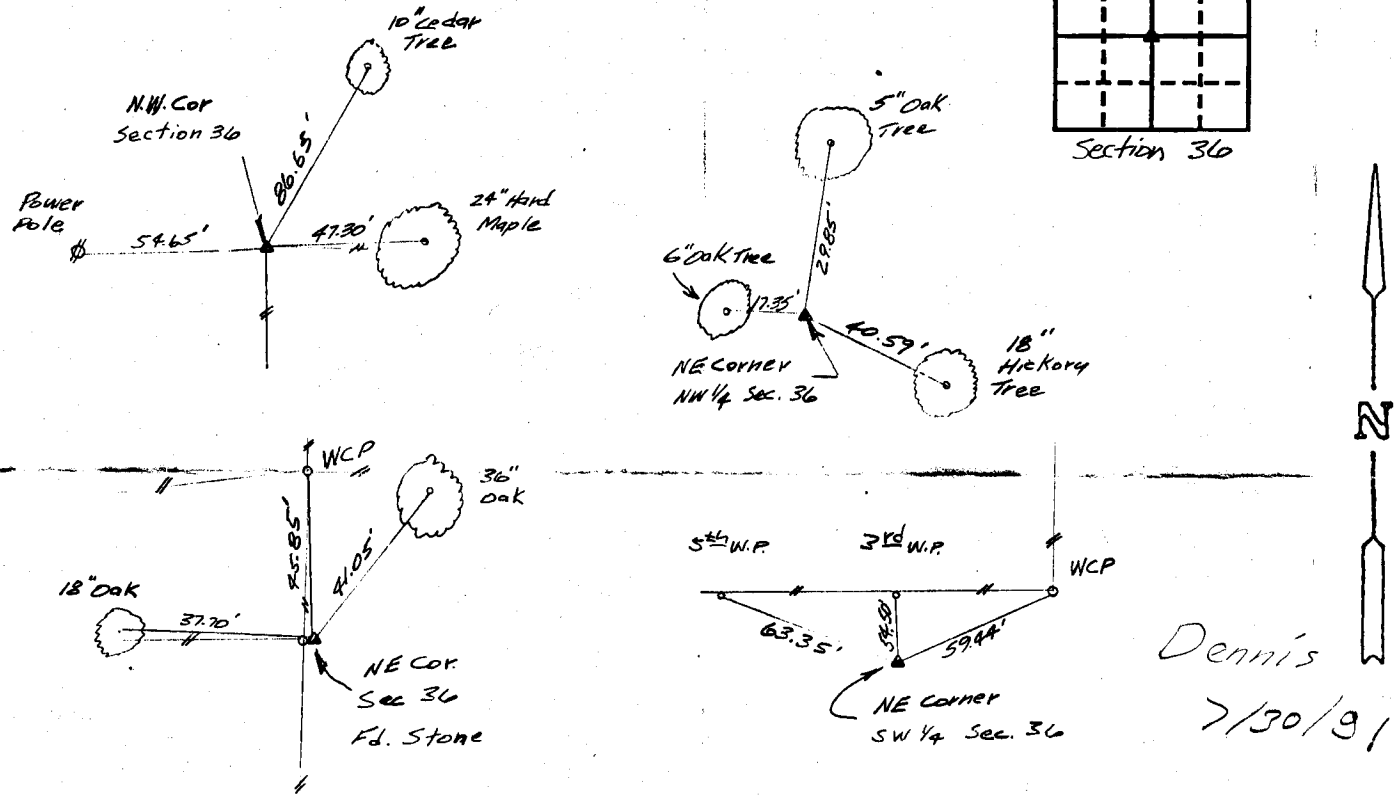 10" Cedar
Tree
N.W. Cor
Section 36
86.65'
Power
Pole
54.65'
47.30'
24" Hard
Maple
5" Oak
Tree
29.85'
6" Oak Tree
17.35'
40.59'
NE Corner
NW 1/4 Sec. 36
18"
Hickory
Tree
Section 36
N
WCP
36"
Oak
41.05'
18" Oak
37.70'
NE Cor.
Sec 36
Fd. Stone
5th W.P.
3rd W.P.
WCP
63.35'
59.44'
NE Corner
SW 1/4 Sec. 36
Dennis
7/30/91